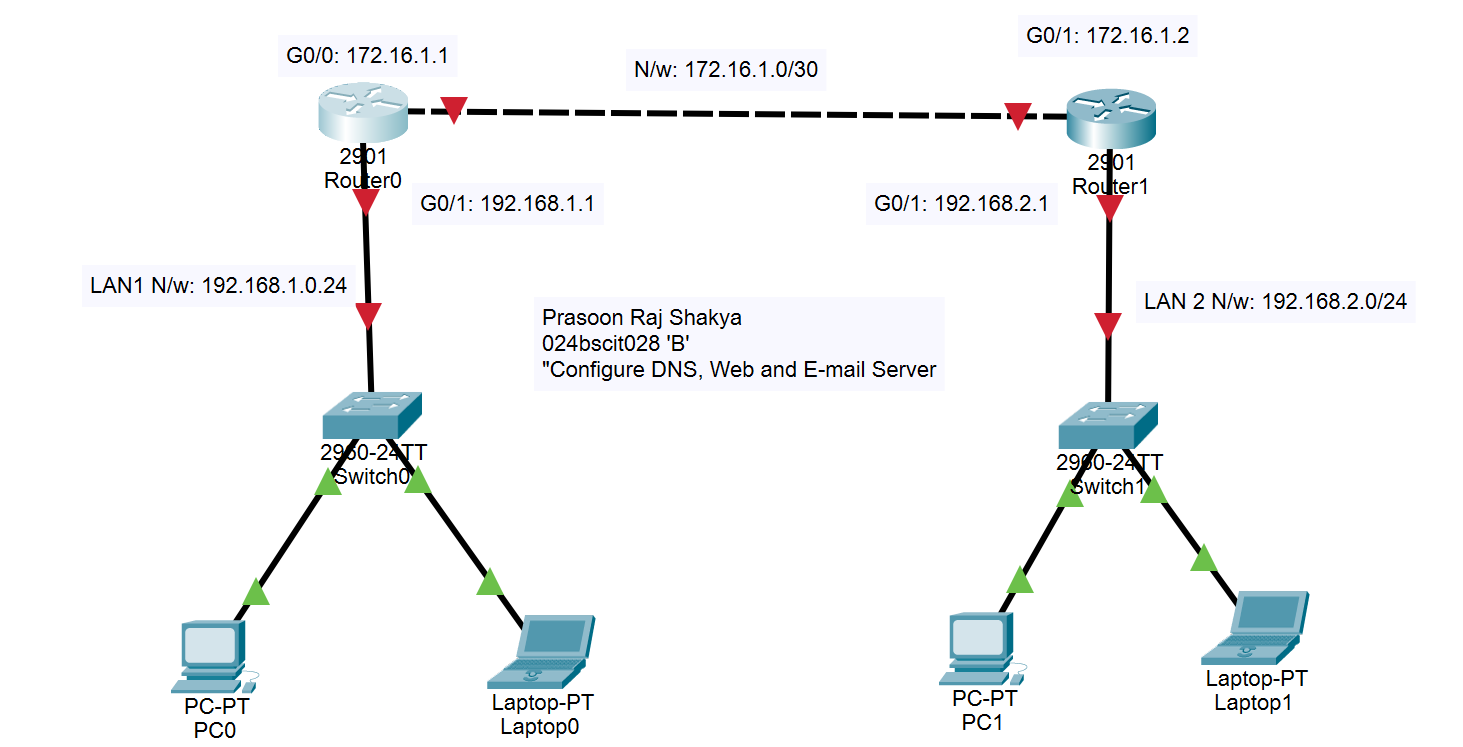 G0/0: 172.16.1.1
N/w: 172.16.1.0/30
G0/1: 172.16.1.2
2901
Router0
2901
Router1
G0/1: 192.168.1.1
G0/1: 192.168.2.1
LAN1 N/w: 192.168.1.0.24
LAN 2 N/w: 192.168.2.0/24
Prasoon Raj Shakya
024bscit028 'B'
"Configure DNS, Web and E-mail Server
2960-24TT
Switch0
2960-24TT
Switch1
PC-PT
PC0
Laptop-PT
Laptop0
PC-PT
PC1
Laptop-PT
Laptop1